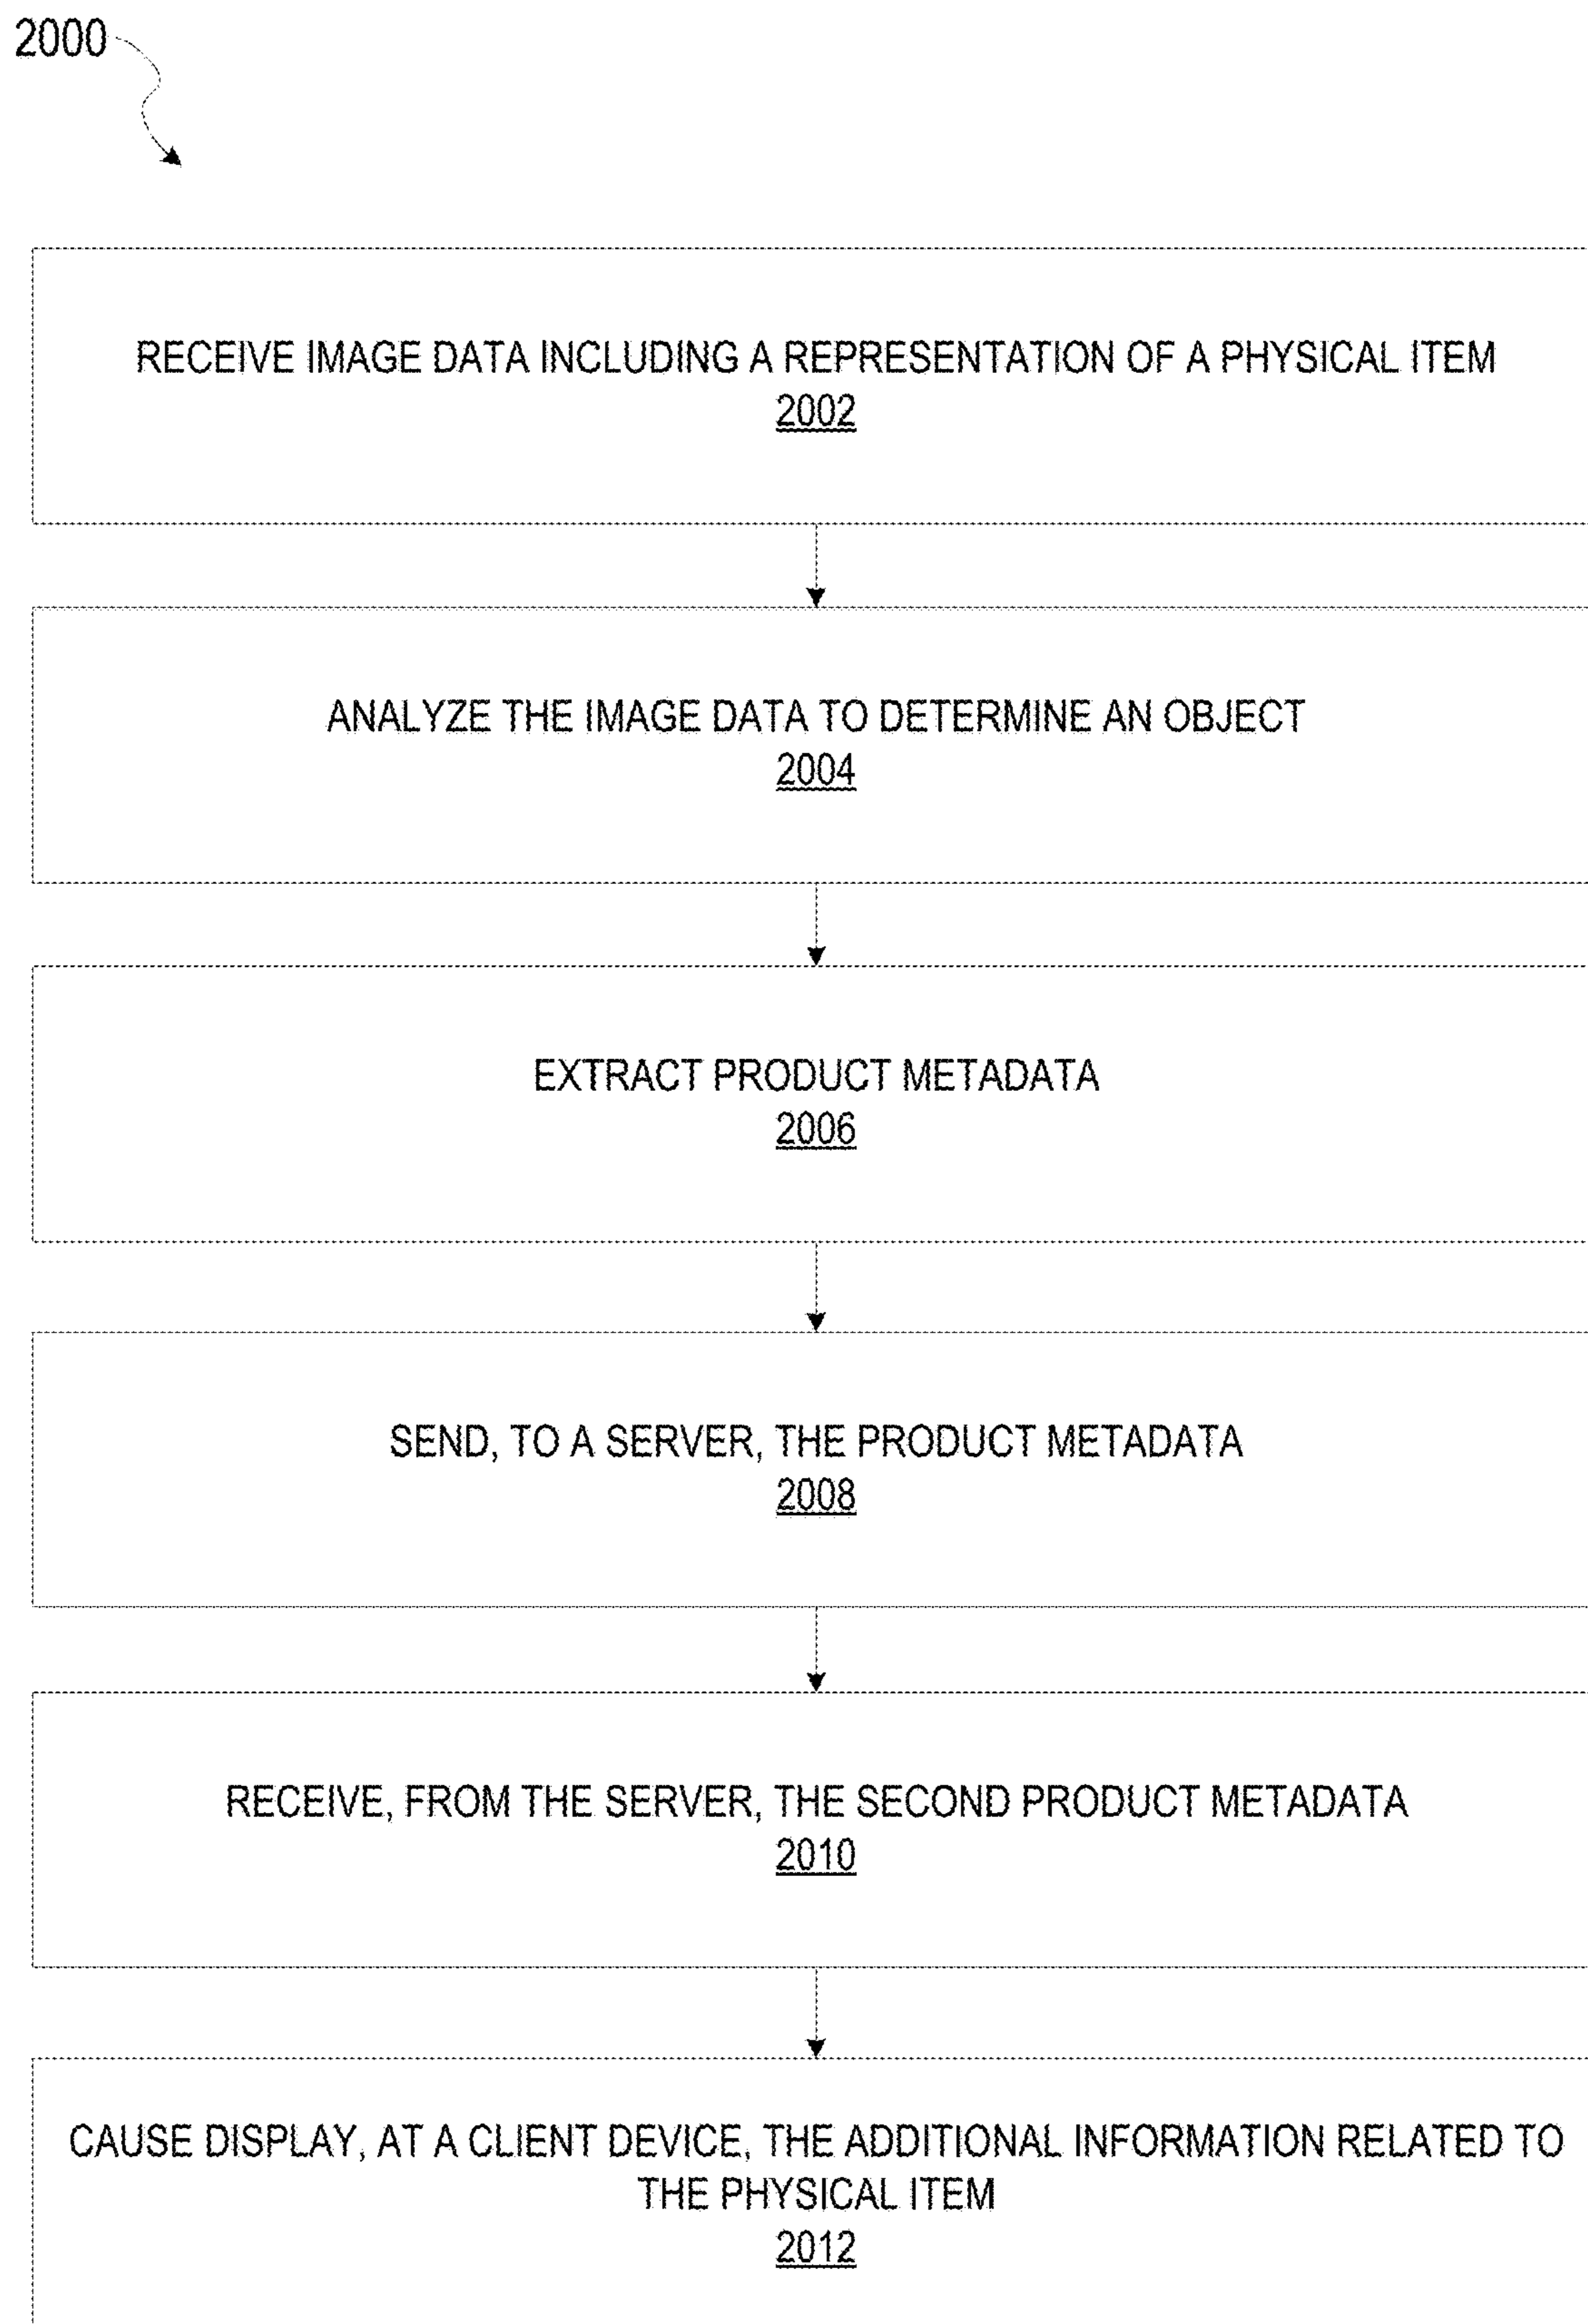 2000
RECEIVE IMAGE DATA INCLUDING A REPRESENTATION OF A PHYSICAL ITEM
2002
ANALYZE THE IMAGE DATA TO DETERMINE AN OBJECT
2004
EXTRACT PRODUCT METADATA
2006
SEND, TO A SERVER, THE PRODUCT METADATA
2008
RECEIVE, FROM THE SERVER, THE SECOND PRODUCT METADATA
2010
CAUSE DISPLAY, AT A CLIENT DEVICE, THE ADDITIONAL INFORMATION RELATED TO
THE PHYSICAL ITEM
2012